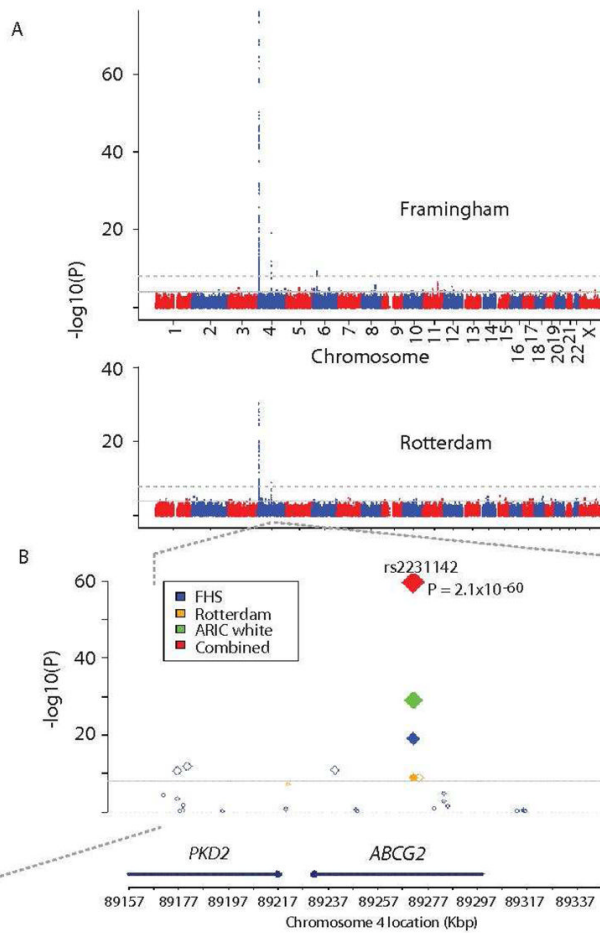 A
60
40
20
-log10(P)
Framingham
1 2 3 4 5 6 7 8 9 10 11 12 13 14 15 16 17 18 19 20 21 22 X
Chromosome
40
20
Rotterdam
B
rs2231142
P = 2.1x10-60
60
40
20
-log10(P)
FHS
Rotterdam
ARIC white
Combined
PKD2
ABCG2
89157 89177 89197 89217 89237 89257 89277 89297 89317 89337
Chromosome 4 location (Kbp)